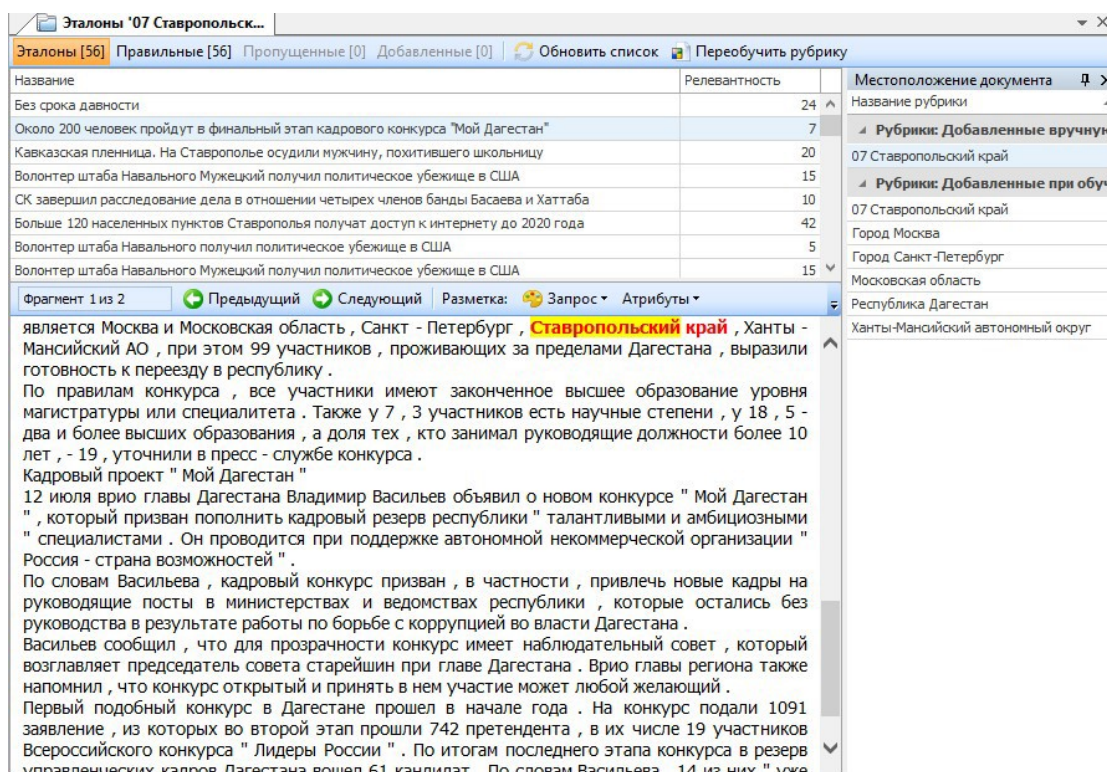 Эталоны '07 Ставропольск...
Эталоны [56] Правильные [56] Пропущенные [0] Добавленные [0] Обновить список Переобучить рубрику
Название Релевантность
Без срока давности 24
Около 200 человек пройдут в финальный этап кадрового конкурса "Мой Дагестан" 7
Кавказская пленница. На Ставрополье осудили мужчину, похитившего школьницу 20
Волонтер штаба Навального Мужецкий получил политическое убежище в США 15
СК завершил расследование дела в отношении четырех членов банды Басаева и Хаттаба 10
Больше 120 населенных пунктов Ставрополья получат доступ к интернету до 2020 года 42
Волонтер штаба Навального получил политическое убежище в США 5
Волонтер штаба Навального Мужецкий получил политическое убежище в США 15
Фрагмент 1 из 2 Предыдущий Следующий Разметка: Запрос Атрибуты
является Москва и Московская область , Санкт - Петербург , Ставропольский край , Ханты -
Мансийский АО , при этом 99 участников , проживающих за пределами Дагестана , выразили
готовность к переезду в республику .
По правилам конкурса , все участники имеют законченное высшее образование уровня
магистратуры или специалитета . Также у 7 , 3 участников есть научные степени , у 18 , 5 -
два и более высших образования , а доля тех , кто занимал руководящие должности более 10
лет , - 19 , уточнили в пресс - службе конкурса .
Кадровый проект " Мой Дагестан "
12 июля врио главы Дагестана Владимир Васильев объявил о новом конкурсе " Мой Дагестан
" , который призван пополнить кадровый резерв республики " талантливыми и амбициозными
" специалистами . Он проводится при поддержке автономной некоммерческой организации "
Россия - страна возможностей " .
По словам Васильева , кадровый конкурс призван , в частности , привлечь новые кадры на
руководящие посты в министерствах и ведомствах республики , которые остались без
руководства в результате работы по борьбе с коррупцией во власти Дагестана .
Васильев сообщил , что для прозрачности конкурс имеет наблюдательный совет , который
возглавляет председатель совета старейшин при главе Дагестана . Врио главы региона также
напомнил , что конкурс открытый и принять в нем участие может любой желающий .
Первый подобный конкурс в Дагестане прошел в начале года . На конкурс подали 1091
заявление , из которых во второй этап прошли 742 претендента , в их числе 19 участников
Всероссийского конкурса " Лидеры России " . По итогам последнего этапа конкурса в резерв
управленческих кадров Дагестана вошел 61 кандидат . По словам Васильева , 14 из них " уже
Местоположение документа
Название рубрики
Рубрики: Добавленные вручную
07 Ставропольский край
Рубрики: Добавленные при обуч
07 Ставропольский край
Город Москва
Город Санкт-Петербург
Московская область
Республика Дагестан
Ханты-Мансийский автономный округ